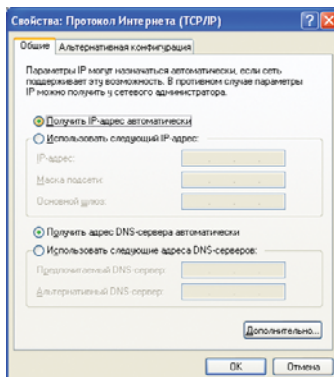 Свойства: Протокол Интернета (TCP/IP)
Общие Альтернативная конфигурация
Параметры IP могут назначаться автоматически, если сеть
поддерживает эту возможность. В противном случае параметры
IP можно получить у сетевого администратора.
Получить IP-адрес автоматически
Использовать следующий IP-адрес:
IP-адрес:
Маска подсети:
Основной шлюз:
Получить адрес DNS-сервера автоматически
Использовать следующие адреса DNS-серверов:
Предпочитаемый DNS-сервер:
Альтернативный DNS-сервер:
Дополнительно...
OK Отмена